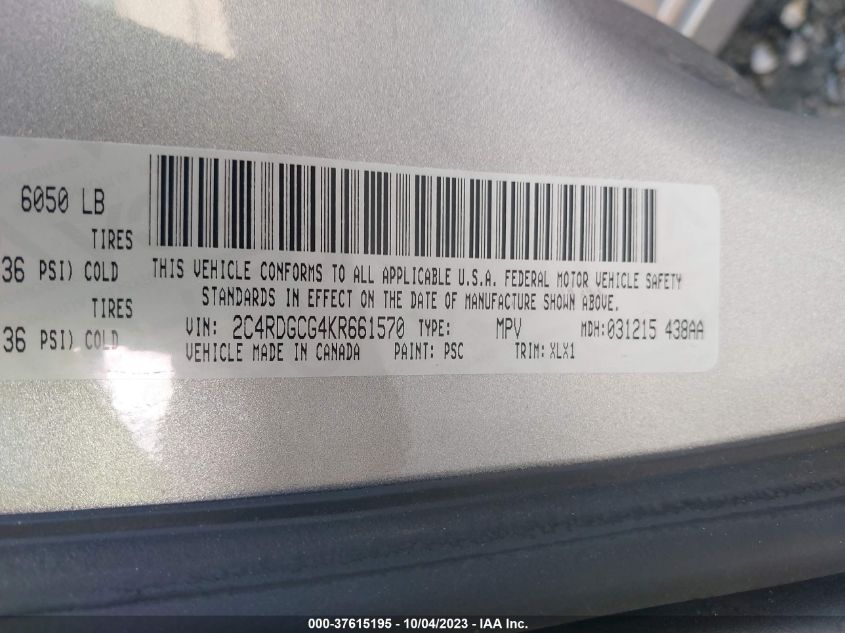 6050 LB
TIRES
36 PSI) COLD
TIRES
36 PSI) COLD
THIS VEHICLE CONFORMS TO ALL APPLICABLE U.S.A. FEDERAL MOTOR VEHICLE SAFETY
STANDARDS IN EFFECT ON THE DATE OF MANUFACTURE SHOWN ABOVE.
VIN: 2C4RDGCG4KR661570 TYPE: MPV MDH:031215 438AA
VEHICLE MADE IN CANADA PAINT: PSC TRIM: XLX1
000-37615195 - 10/04/2023 - IAA Inc.